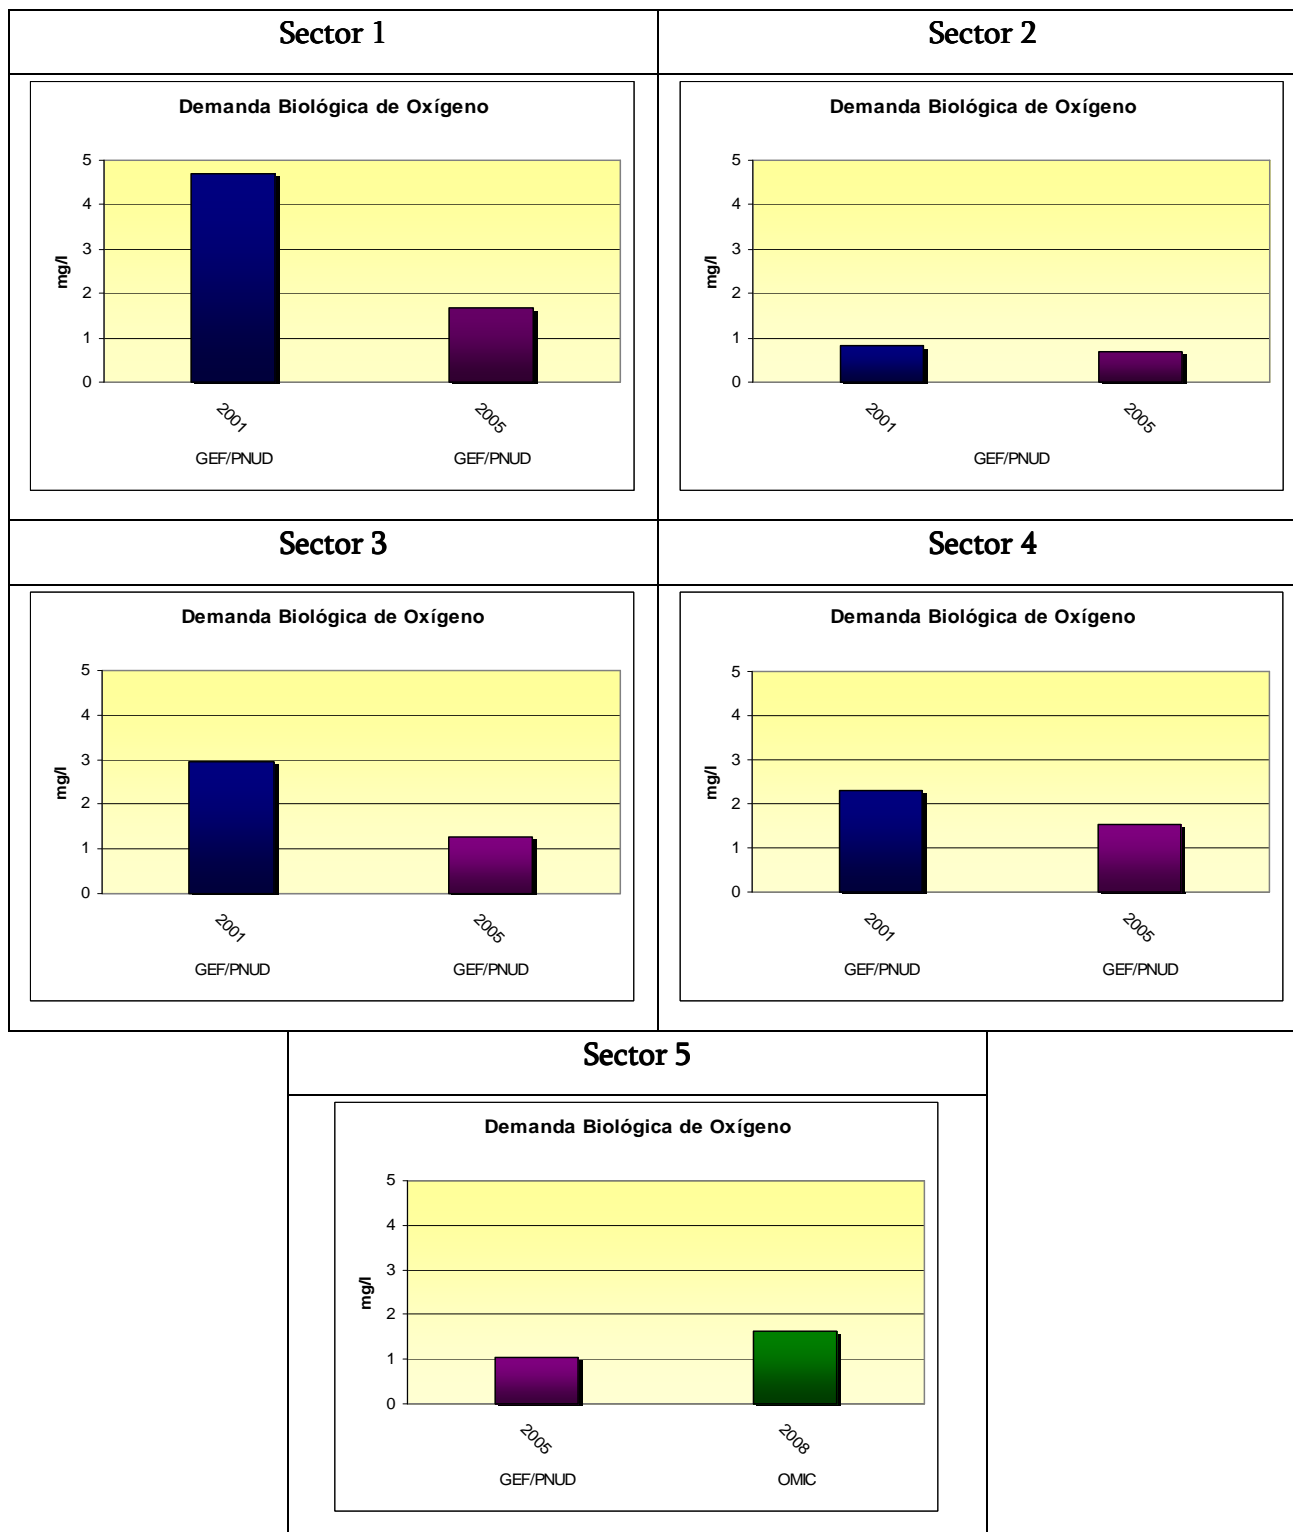 Sector 1
Sector 2
Demanda Biológica de Oxígeno
5
4
3
2
1
0
mg/l
2001
2005
GEF/PNUD
GEF/PNUD
Demanda Biológica de Oxígeno
5
4
3
2
1
0
mg/l
2001
2005
GEF/PNUD
Sector 3
Sector 4
Demanda Biológica de Oxígeno
5
4
3
2
1
0
mg/l
2001
2005
GEF/PNUD
GEF/PNUD
Demanda Biológica de Oxígeno
5
4
3
2
1
0
mg/l
2001
2005
GEF/PNUD
GEF/PNUD
Sector 5
Demanda Biológica de Oxígeno
5
4
3
2
1
0
mg/l
2005
2008
GEF/PNUD
OMIC